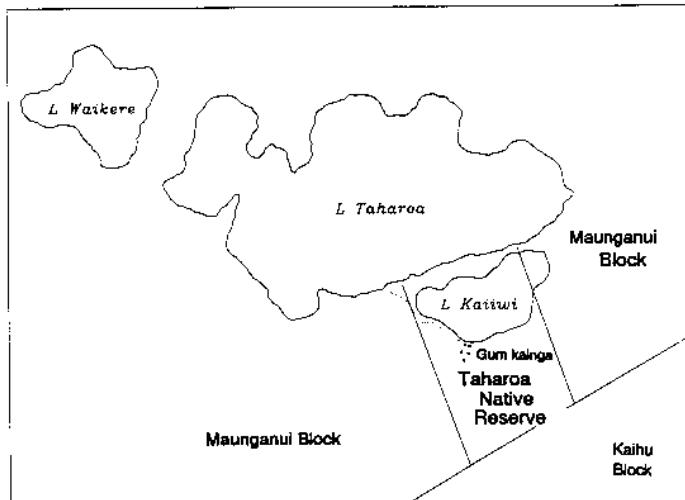 L Waikere
L Taharoa
Maunganui
Block
L Kaiiwi
Gum kainga
Taharoa
Native
Reserve
Maunganui Block
Kaihu
Block